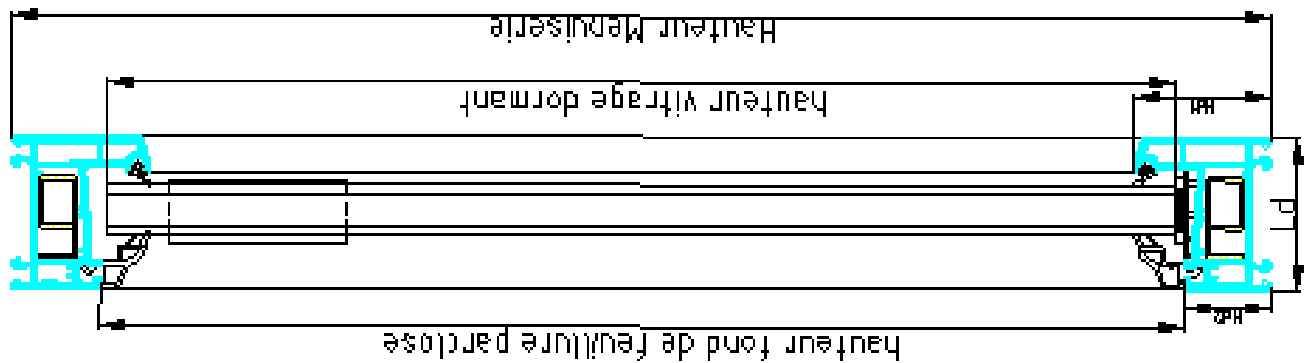 hauteur fond de feuillure parclose
hauteur vitrage dormant
Hauteur Menuiserie